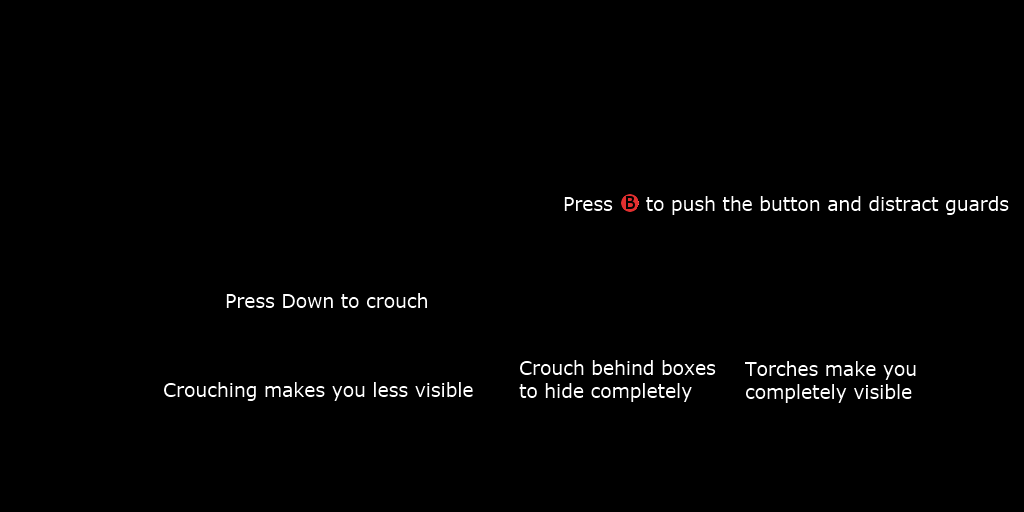 Press B to push the button and distract guards
Press Down to crouch
Crouching makes you less visible
Crouch behind boxes
to hide completely
Torches make you
completely visible